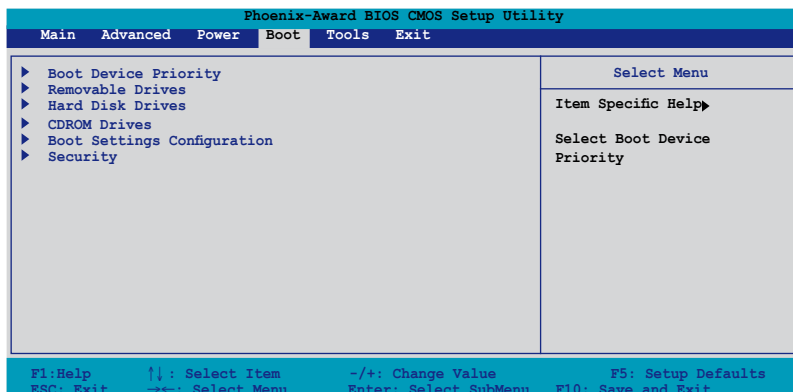 Phoenix-Award BIOS CMOS Setup Utility
Main Advanced Power Boot Tools Exit
Boot Device Priority
Removable Drives
Hard Disk Drives
CDROM Drives
Boot Settings Configuration
Security
Select Menu
Item Specific Help
Select Boot Device
Priority
F1:Help ↑↓: Select Item -/+: Change Value F5: Setup Defaults
ESC: Exit →←: Select Menu Enter: Select SubMenu F10: Save and Exit